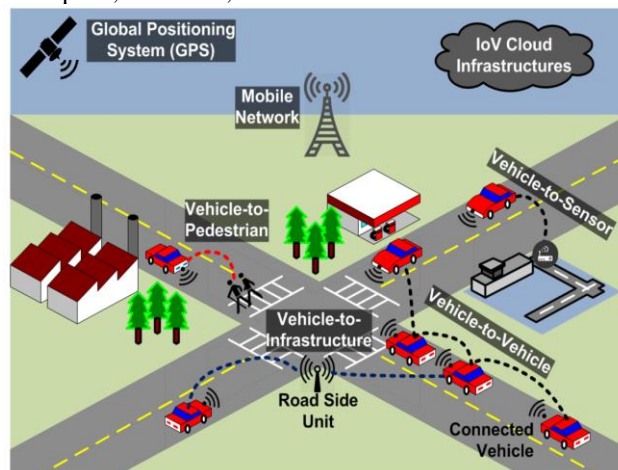 Global Positioning
System (GPS)
IoV Cloud
Infrastructures
Mobile
Network
Vehicle-to-Sensor
Vehicle-to-
Pedestrian
Vehicle-to-
Infrastructure
Vehicle-to-Vehicle
Road Side
Unit
Connected
Vehicle